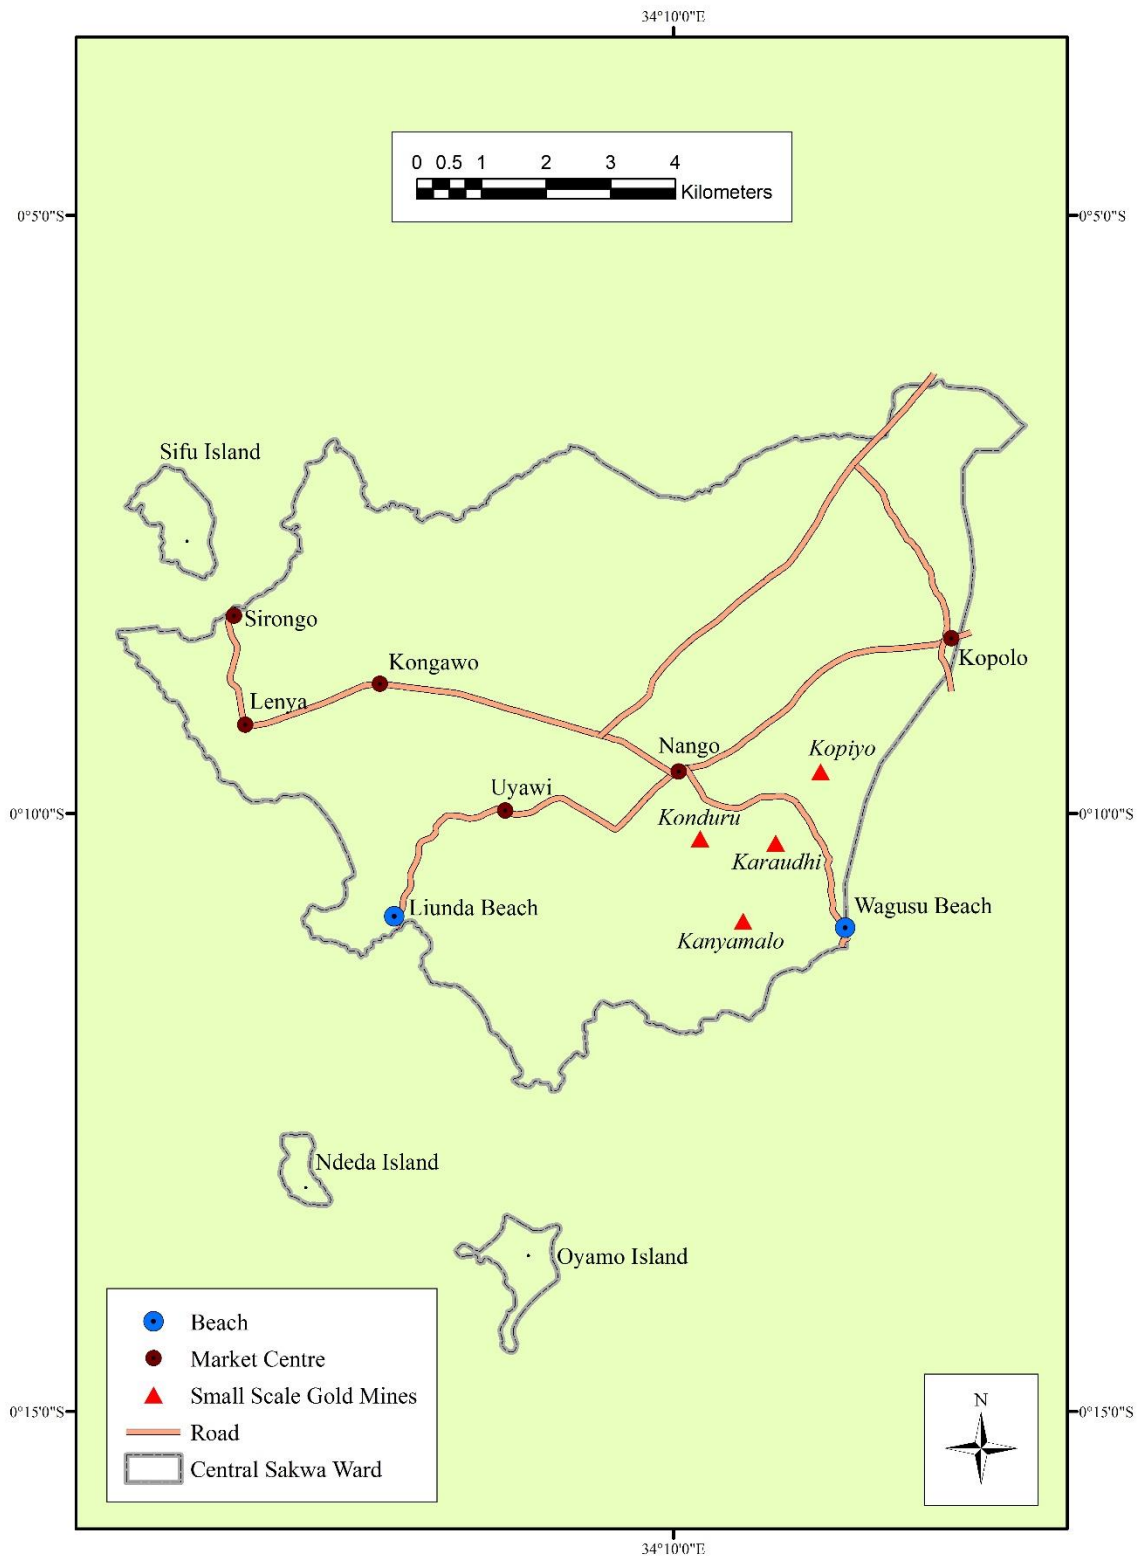 34°10'0"E
0 0.5 1 2 3 4
Kilometers
0°5'0"S
0°5'0"S
Sifu Island
Sirongo
Kongawo
Kopolo
Lenya
Nango
Kopiyo
Uyawi
0°10'0"S
0°10'0"S
Konduru
Karaudhi
Liunda Beach
Wagusu Beach
Kanyamalo
Ndeda Island
Oyamo Island
Beach
Market Centre
Small Scale Gold Mines
Road
Central Sakwa Ward
N
0°15'0"S
0°15'0"S
34°10'0"E